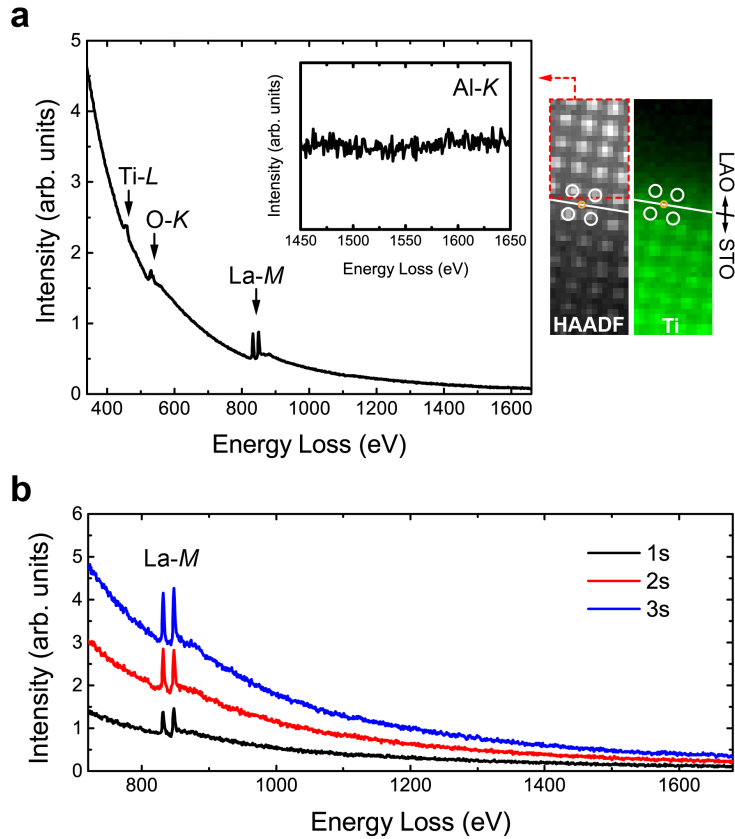 a
Intensity (arb. units)
5
4
3
2
1
0
Ti-L
O-K
La-M
400
600
800
1000
1200
1400
1600
Energy Loss (eV)
Al-K
Intensity (arb. units)
1450
1500
1550
1600
1650
Energy Loss (eV)
HAADF
Ti
LAO
STO
b
Intensity (arb. units)
6
5
4
3
2
1
0
La-M
1s
2s
3s
800
1000
1200
1400
1600
Energy Loss (eV)